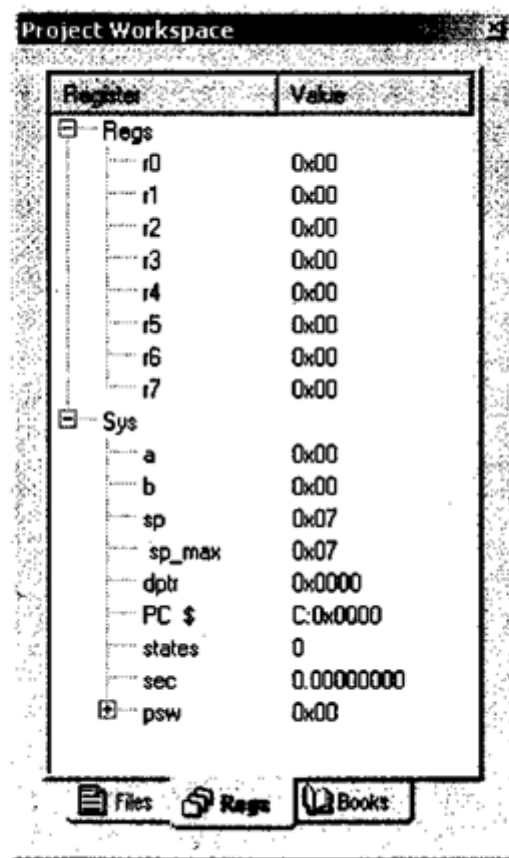 Project Workspace
Register Value
Regs
r0 0x00
r1 0x00
r2 0x00
r3 0x00
r4 0x00
r5 0x00
r6 0x00
r7 0x00
Sys
a 0x00
b 0x00
sp 0x07
sp_max 0x07
dptr 0x0000
PC $ C:0x0000
states 0
sec 0.00000000
psw 0x00
Files Regs Books